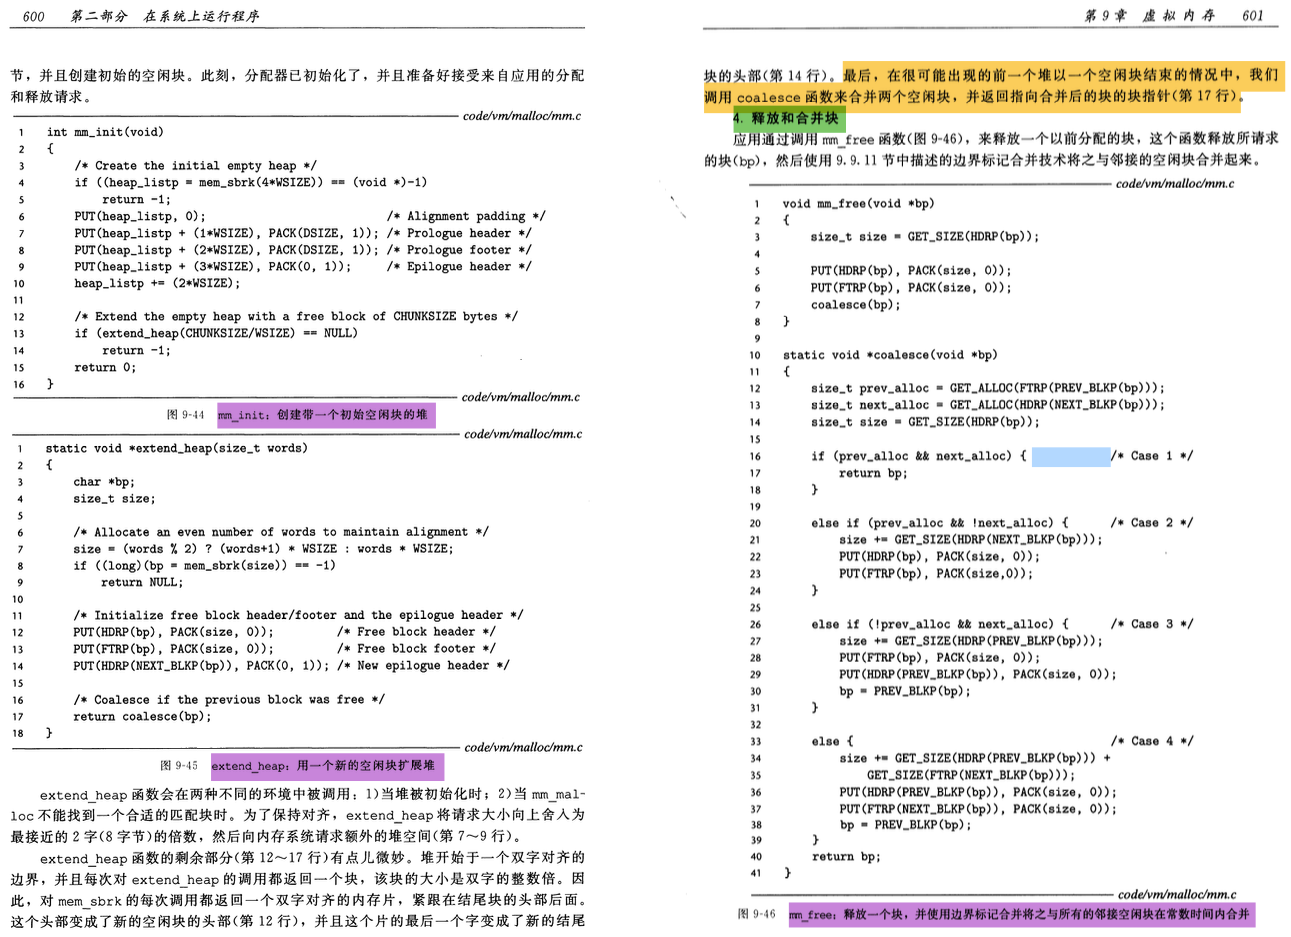 600 第二部分 在系统上运行程序
节，并且创建初始的空闲块。此刻，分配器已初始化了，并且准备好接受来自应用的分配
和释放请求。
code/vm/malloc/mm.c
1 int mm_init(void)
2 {
3 /* Create the initial empty heap */
4 if ((heap_listp = mem_sbrk(4*WSIZE)) == (void *)-1)
5 return -1;
6 PUT(heap_listp, 0); /* Alignment padding */
7 PUT(heap_listp + (1*WSIZE), PACK(DSIZE, 1)); /* Prologue header */
8 PUT(heap_listp + (2*WSIZE), PACK(DSIZE, 1)); /* Prologue footer */
9 PUT(heap_listp + (3*WSIZE), PACK(0, 1)); /* Epilogue header */
10 heap_listp += (2*WSIZE);
11
12 /* Extend the empty heap with a free block of CHUNKSIZE bytes */
13 if (extend_heap(CHUNKSIZE/WSIZE) == NULL)
14 return -1;
15 return 0;
16 }
code/vm/malloc/mm.c
图 9-44 mm_init：创建带一个初始空闲块的堆
code/vm/malloc/mm.c
1 static void *extend_heap(size_t words)
2 {
3 char *bp;
4 size_t size;
5
6 /* Allocate an even number of words to maintain alignment */
7 size = (words % 2) ? (words+1) * WSIZE : words * WSIZE;
8 if ((long)(bp = mem_sbrk(size)) == -1)
9 return NULL;
10
11 /* Initialize free block header/footer and the epilogue header */
12 PUT(HDRP(bp), PACK(size, 0)); /* Free block header */
13 PUT(FTRP(bp), PACK(size, 0)); /* Free block footer */
14 PUT(HDRP(NEXT_BLKP(bp)), PACK(0, 1)); /* New epilogue header */
15
16 /* Coalesce if the previous block was free */
17 return coalesce(bp);
18 }
code/vm/malloc/mm.c
图 9-45 extend_heap：用一个新的空闲块扩展堆
extend_heap 函数会在两种不同的环境中被调用：1)当堆被初始化时；2)当 mm_mal-
loc 不能找到一个合适的匹配块时。为了保持对齐，extend_heap 将请求大小向上舍入为
最接近的 2 字(8 字节)的倍数，然后向内存系统请求额外的堆空间(第 7～9 行)。
extend_heap 函数的剩余部分(第 12～17 行)有点儿微妙。堆开始于一个双字对齐的
边界，并且每次对 extend_heap 的调用都返回一个块，该块的大小是双字的整数倍。因
此，对 mem_sbrk 的每次调用都返回一个双字对齐的内存片，紧跟在结尾块的头部后面。
这个头部变成了新的空闲块的头部(第 12 行)，并且这个片的最后一个字变成了新的结尾
第 9 章 虚拟内存 601
块的头部(第 14 行)。最后，在很可能出现的前一个堆以一个空闲块结束的情况中，我们
调用 coalesce 函数来合并两个空闲块，并返回指向合并后的块的块指针(第 17 行)。
4. 释放和合并块
应用通过调用 mm_free 函数(图 9-46)，来释放一个以前分配的块，这个函数释放所请求
的块(bp)，然后使用 9.9.11 节中描述的边界标记合并技术将之与邻接的空闲块合并起来。
code/vm/malloc/mm.c
1 void mm_free(void *bp)
2 {
3 size_t size = GET_SIZE(HDRP(bp));
4
5 PUT(HDRP(bp), PACK(size, 0));
6 PUT(FTRP(bp), PACK(size, 0));
7 coalesce(bp);
8 }
9
10 static void *coalesce(void *bp)
11 {
12 size_t prev_alloc = GET_ALLOC(FTRP(PREV_BLKP(bp)));
13 size_t next_alloc = GET_ALLOC(HDRP(NEXT_BLKP(bp)));
14 size_t size = GET_SIZE(HDRP(bp));
15
16 if (prev_alloc && next_alloc) { /* Case 1 */
17 return bp;
18 }
19
20 else if (prev_alloc && !next_alloc) { /* Case 2 */
21 size += GET_SIZE(HDRP(NEXT_BLKP(bp)));
22 PUT(HDRP(bp), PACK(size, 0));
23 PUT(FTRP(bp), PACK(size,0));
24 }
25
26 else if (!prev_alloc && next_alloc) { /* Case 3 */
27 size += GET_SIZE(HDRP(PREV_BLKP(bp)));
28 PUT(FTRP(bp), PACK(size, 0));
29 PUT(HDRP(PREV_BLKP(bp)), PACK(size, 0));
30 bp = PREV_BLKP(bp);
31 }
32
33 else { /* Case 4 */
34 size += GET_SIZE(HDRP(PREV_BLKP(bp))) +
35 GET_SIZE(FTRP(NEXT_BLKP(bp)));
36 PUT(HDRP(PREV_BLKP(bp)), PACK(size, 0));
37 PUT(FTRP(NEXT_BLKP(bp)), PACK(size, 0));
38 bp = PREV_BLKP(bp);
39 }
40 return bp;
41 }
code/vm/malloc/mm.c
图 9-46 mm_free：释放一个块，并使用边界标记合并将之与所有的邻接空闲块在常数时间内合并